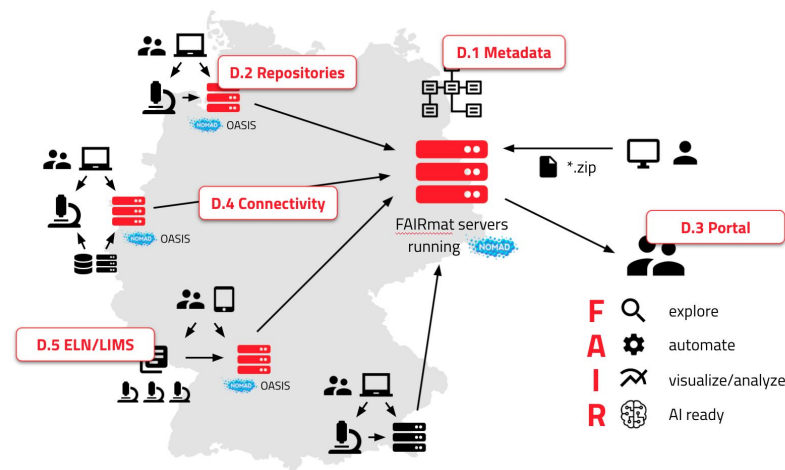 D.2 Repositories
NOMAD OASIS
D.1 Metadata
*.zip
D.4 Connectivity
NOMAD OASIS
FAIRmat servers
running NOMAD
D.3 Portal
D.5 ELN/LIMS
NOMAD OASIS
F explore
A automate
I visualize/analyze
R AI ready